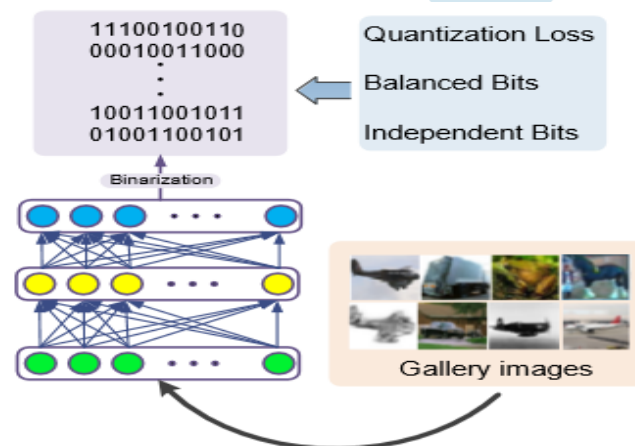 11100100110
00010011000
10011001011
01001100101
Quantization Loss
Balanced Bits
Independent Bits
Binarization
Gallery images